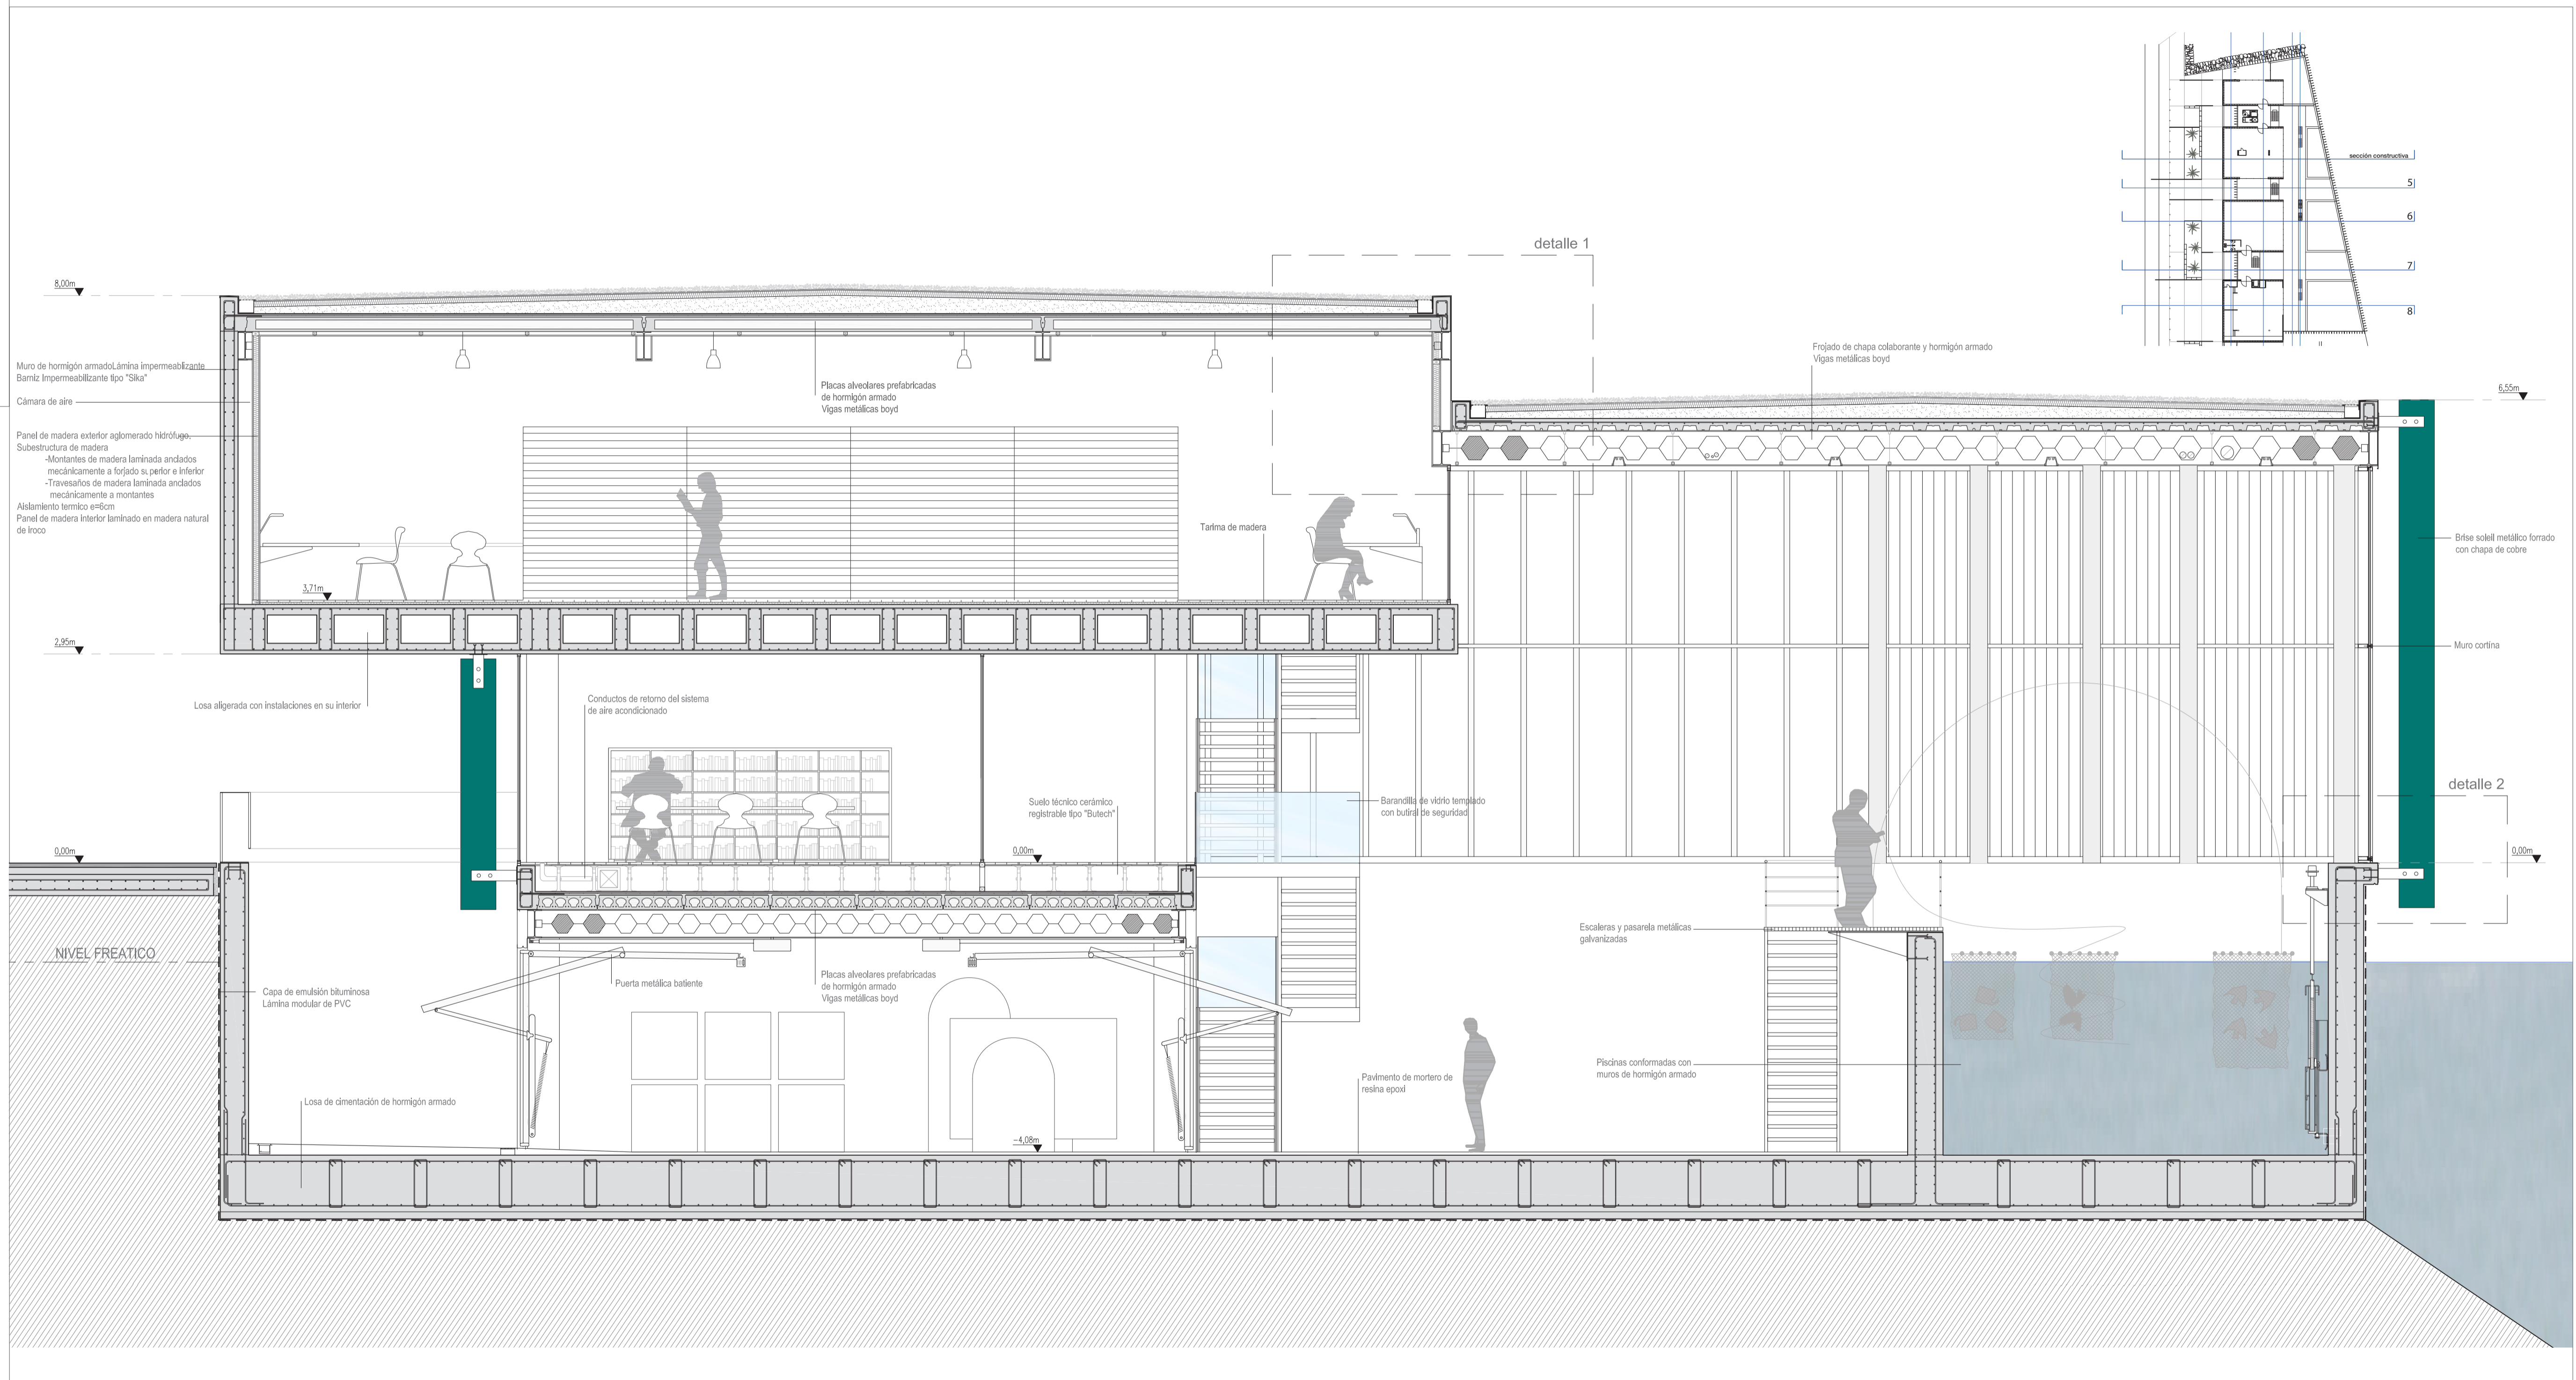 sección constructiva
5
6
7
8
detalle 1
8,00m
Muro de hormigón armadoLámina impermeablizante
Barniz Impermeabilizante tipo "Sika"
Cámara de aire
Panel de madera exterior aglomerado hidrófugo.
Subestructura de madera
-Montantes de madera laminada anclados
mecánicamente a forjado superior e inferior
-Travesaños de madera laminada anclados
mecánicamente a montantes
Aislamiento termico e=6cm
Panel de madera interior laminado en madera natural
de iroco
Placas alveolares prefabricadas
de hormigón armado
Vigas metálicas boyd
Frojado de chapa colaborante y hormigón armado
Vigas metálicas boyd
6,55m
Tarima de madera
Brise soleil metálico forrado
con chapa de cobre
3,71m
2,95m
Muro cortina
Losa aligerada con instalaciones en su interior
Conductos de retorno del sistema
de aire acondicionado
Suelo técnico cerámico
registrable tipo "Butech"
Barandilla de vidrio templado
con butiral de seguridad
detalle 2
0,00m
0,00m
0,00m
NIVEL FREATICO
Capa de emulsión bituminosa
Lámina modular de PVC
Puerta metálica batiente
Placas alveolares prefabricadas
de hormigón armado
Vigas metálicas boyd
Escaleras y pasarela metálicas
galvanizadas
Piscinas conformadas con
muros de hormigón armado
Pavimento de mortero de
resina epoxi
Losa de cimentación de hormigón armado
-4,08m